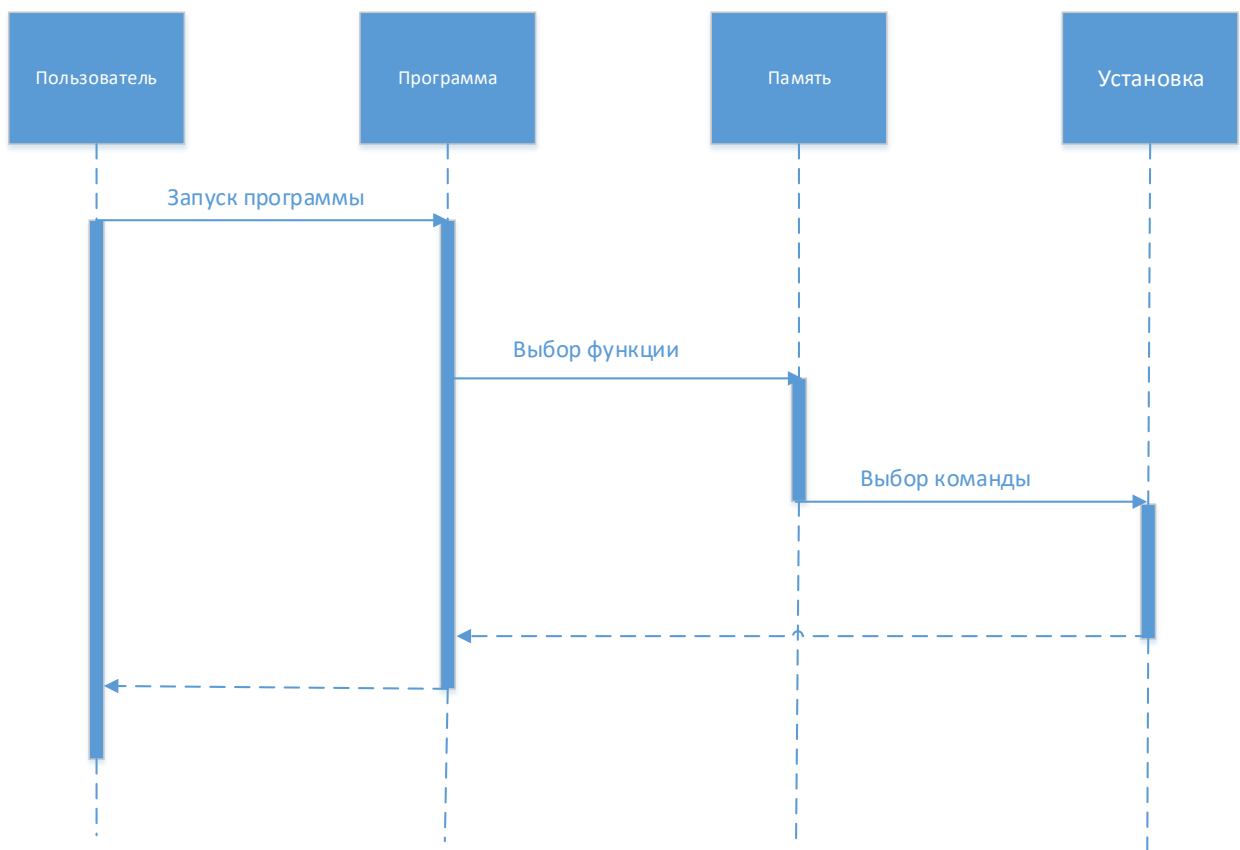 Пользователь
Программа
Память
Установка
Запуск программы
Выбор функции
Выбор команды